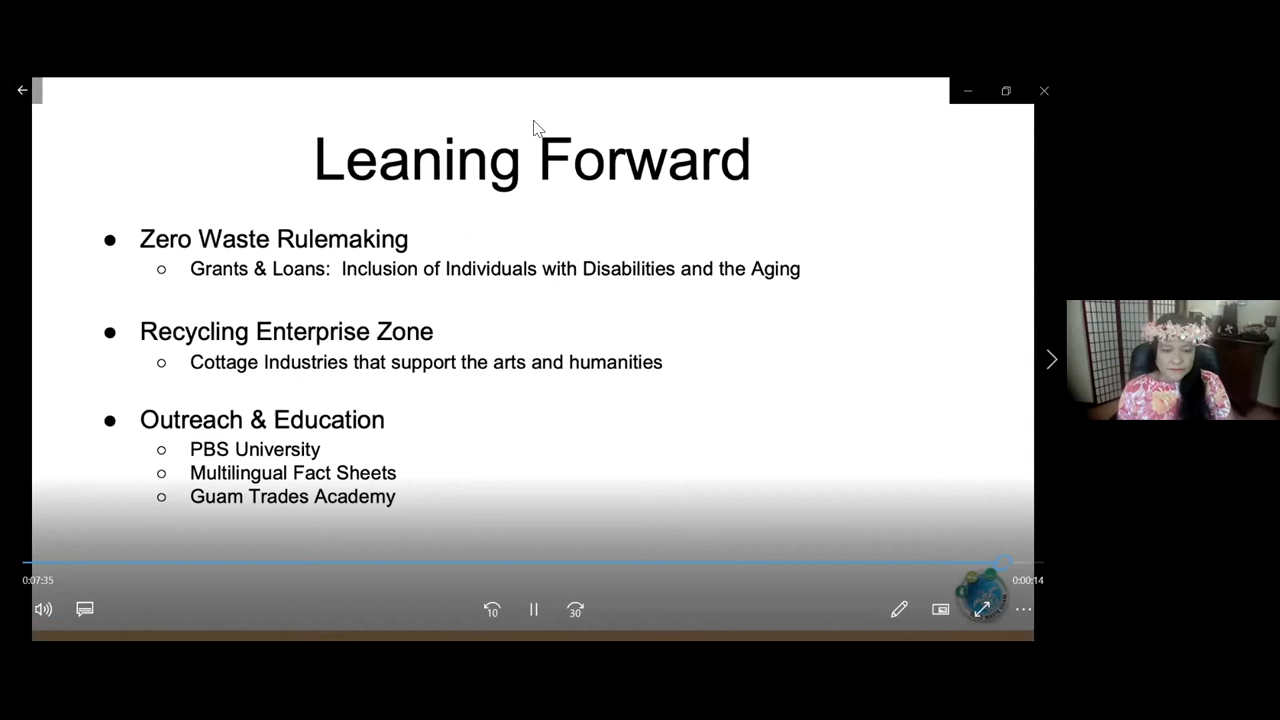 Leaning Forward
● Zero Waste Rulemaking
○ Grants & Loans: Inclusion of Individuals with Disabilities and the Aging
● Recycling Enterprise Zone
○ Cottage Industries that support the arts and humanities
● Outreach & Education
○ PBS University
○ Multilingual Fact Sheets
○ Guam Trades Academy
0:07:35
0:00:14
10
30